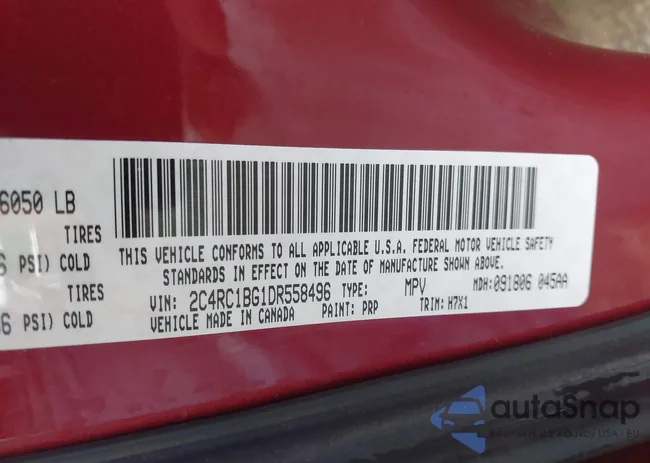 6050 LB
TIRES
PSI) COLD
TIRES
PSI) COLD
THIS VEHICLE CONFORMS TO ALL APPLICABLE U.S.A. FEDERAL MOTOR VEHICLE SAFETY
STANDARDS IN EFFECT ON THE DATE OF MANUFACTURE SHOWN ABOVE.
VIN: 2C4RC1BG1DR558496 TYPE: MPV MDH: 091806 045AA
VEHICLE MADE IN CANADA PAINT: PRP TRIM: H7X1
autoSnap